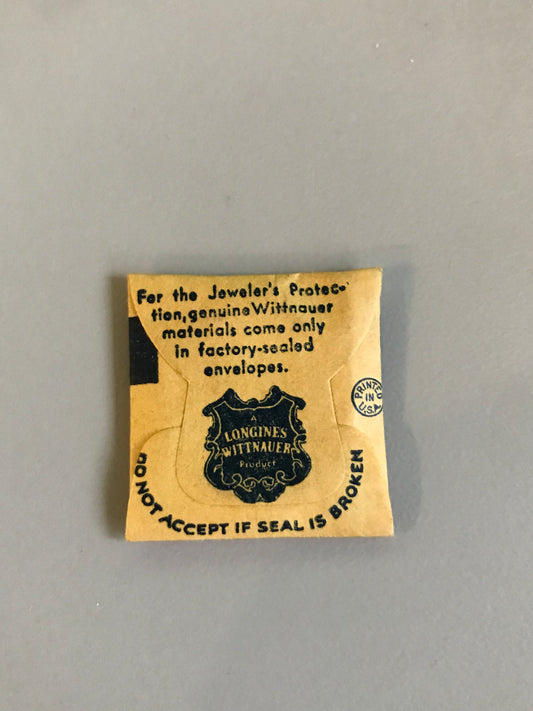 For the Jeweler's Protec-
tion, genuine Wittnauer
materials come only
in factory-sealed
envelopes.
PRINTED
IN
U.S.A.
A
LONGINES
WITTNAUER
Product
DO NOT ACCEPT IF SEAL IS BROKEN